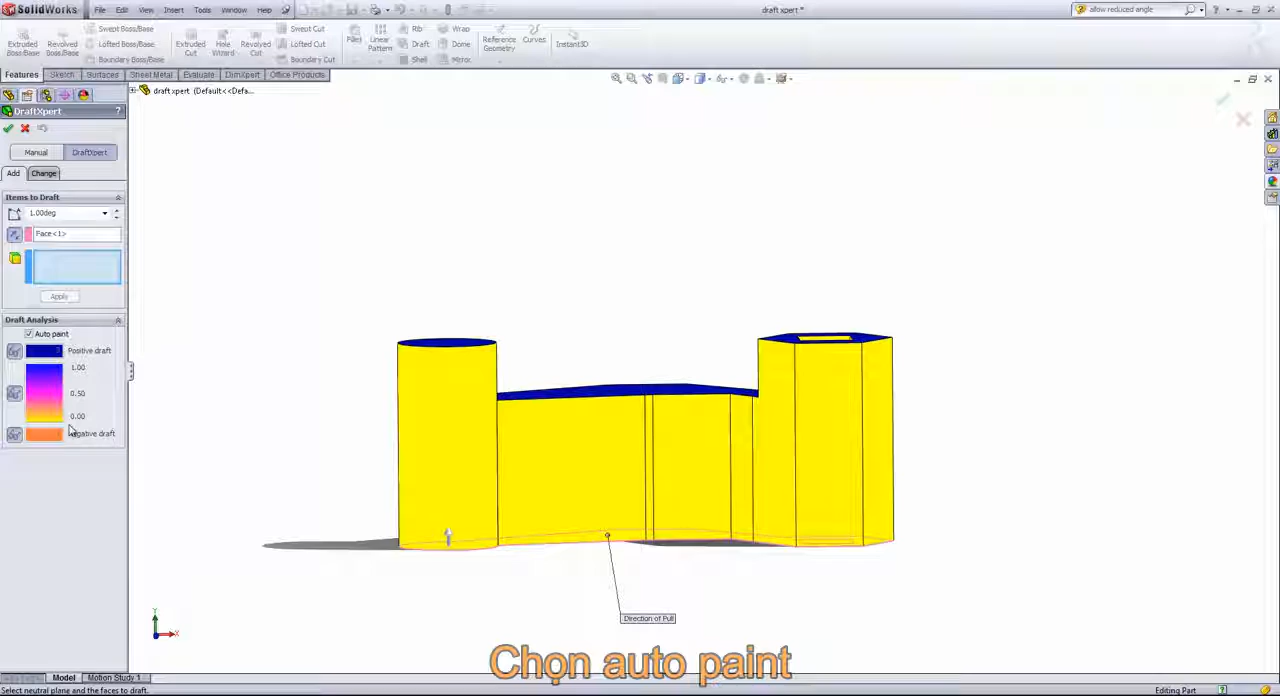 SolidWorks File Edit View Insert Tools Window Help draft xpert * allow reduced angle
Extruded Boss/Base
Revolved Boss/Base
Swept Boss/Base
Lofted Boss/Base
Boundary Boss/Base
Extruded Cut
Hole Wizard
Revolved Cut
Swept Cut
Lofted Cut
Boundary Cut
Fillet
Linear Pattern
Rib
Draft
Shell
Wrap
Dome
Mirror
Reference Geometry
Curves
Instant3D
Features Sketch Surfaces Sheet Metal Evaluate DimXpert Office Products
draft xpert (Default<<Defa...
DraftXpert ?
Manual DraftXpert
Add Change
Items to Draft
1.00deg
Face<1>
Apply
Draft Analysis
Auto paint
Positive draft
1.00
0.50
0.00
draft
Direction of Pull
Y
X
Chọn auto paint
Model Motion Study 1
Select neutral plane and the faces to draft. Editing Part